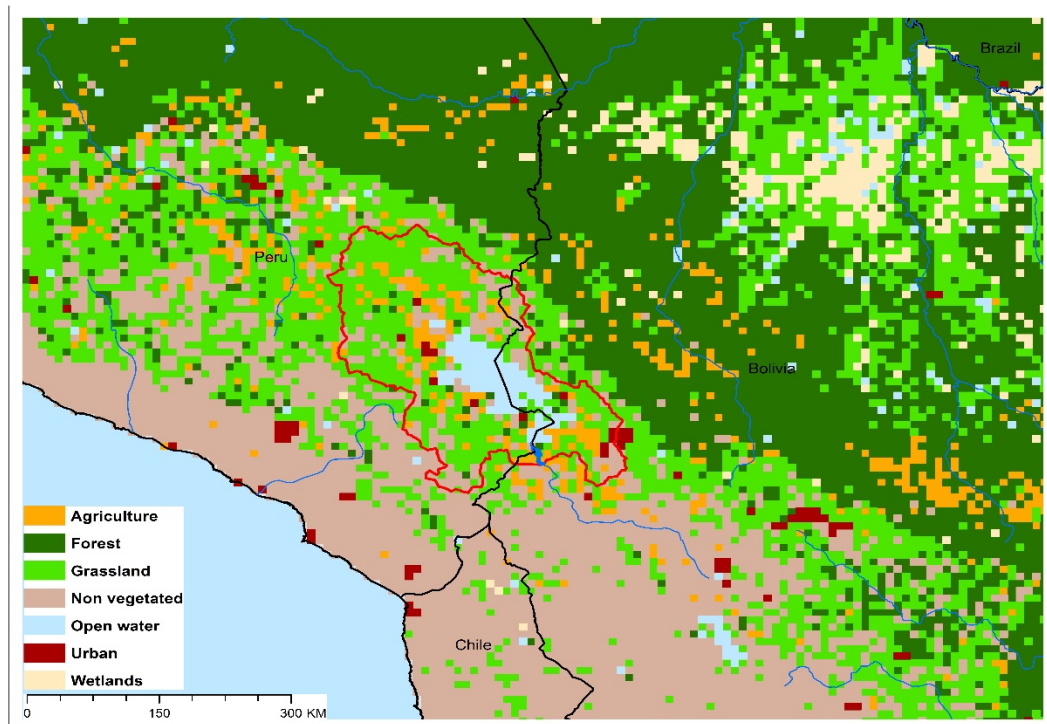 Brazil
Peru
Bolivia
Agriculture
Forest
Grassland
Non vegetated
Open water
Urban
Wetlands
Chile
0 150 300 KM